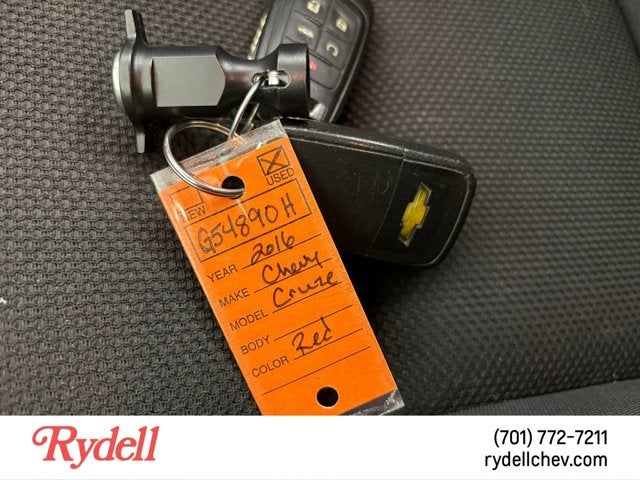 NEW
USED
G54890H
YEAR 2016
MAKE Chevy
MODEL Cruze
BODY
COLOR Red
Rydell
(701) 772-7211
rydellchev.com